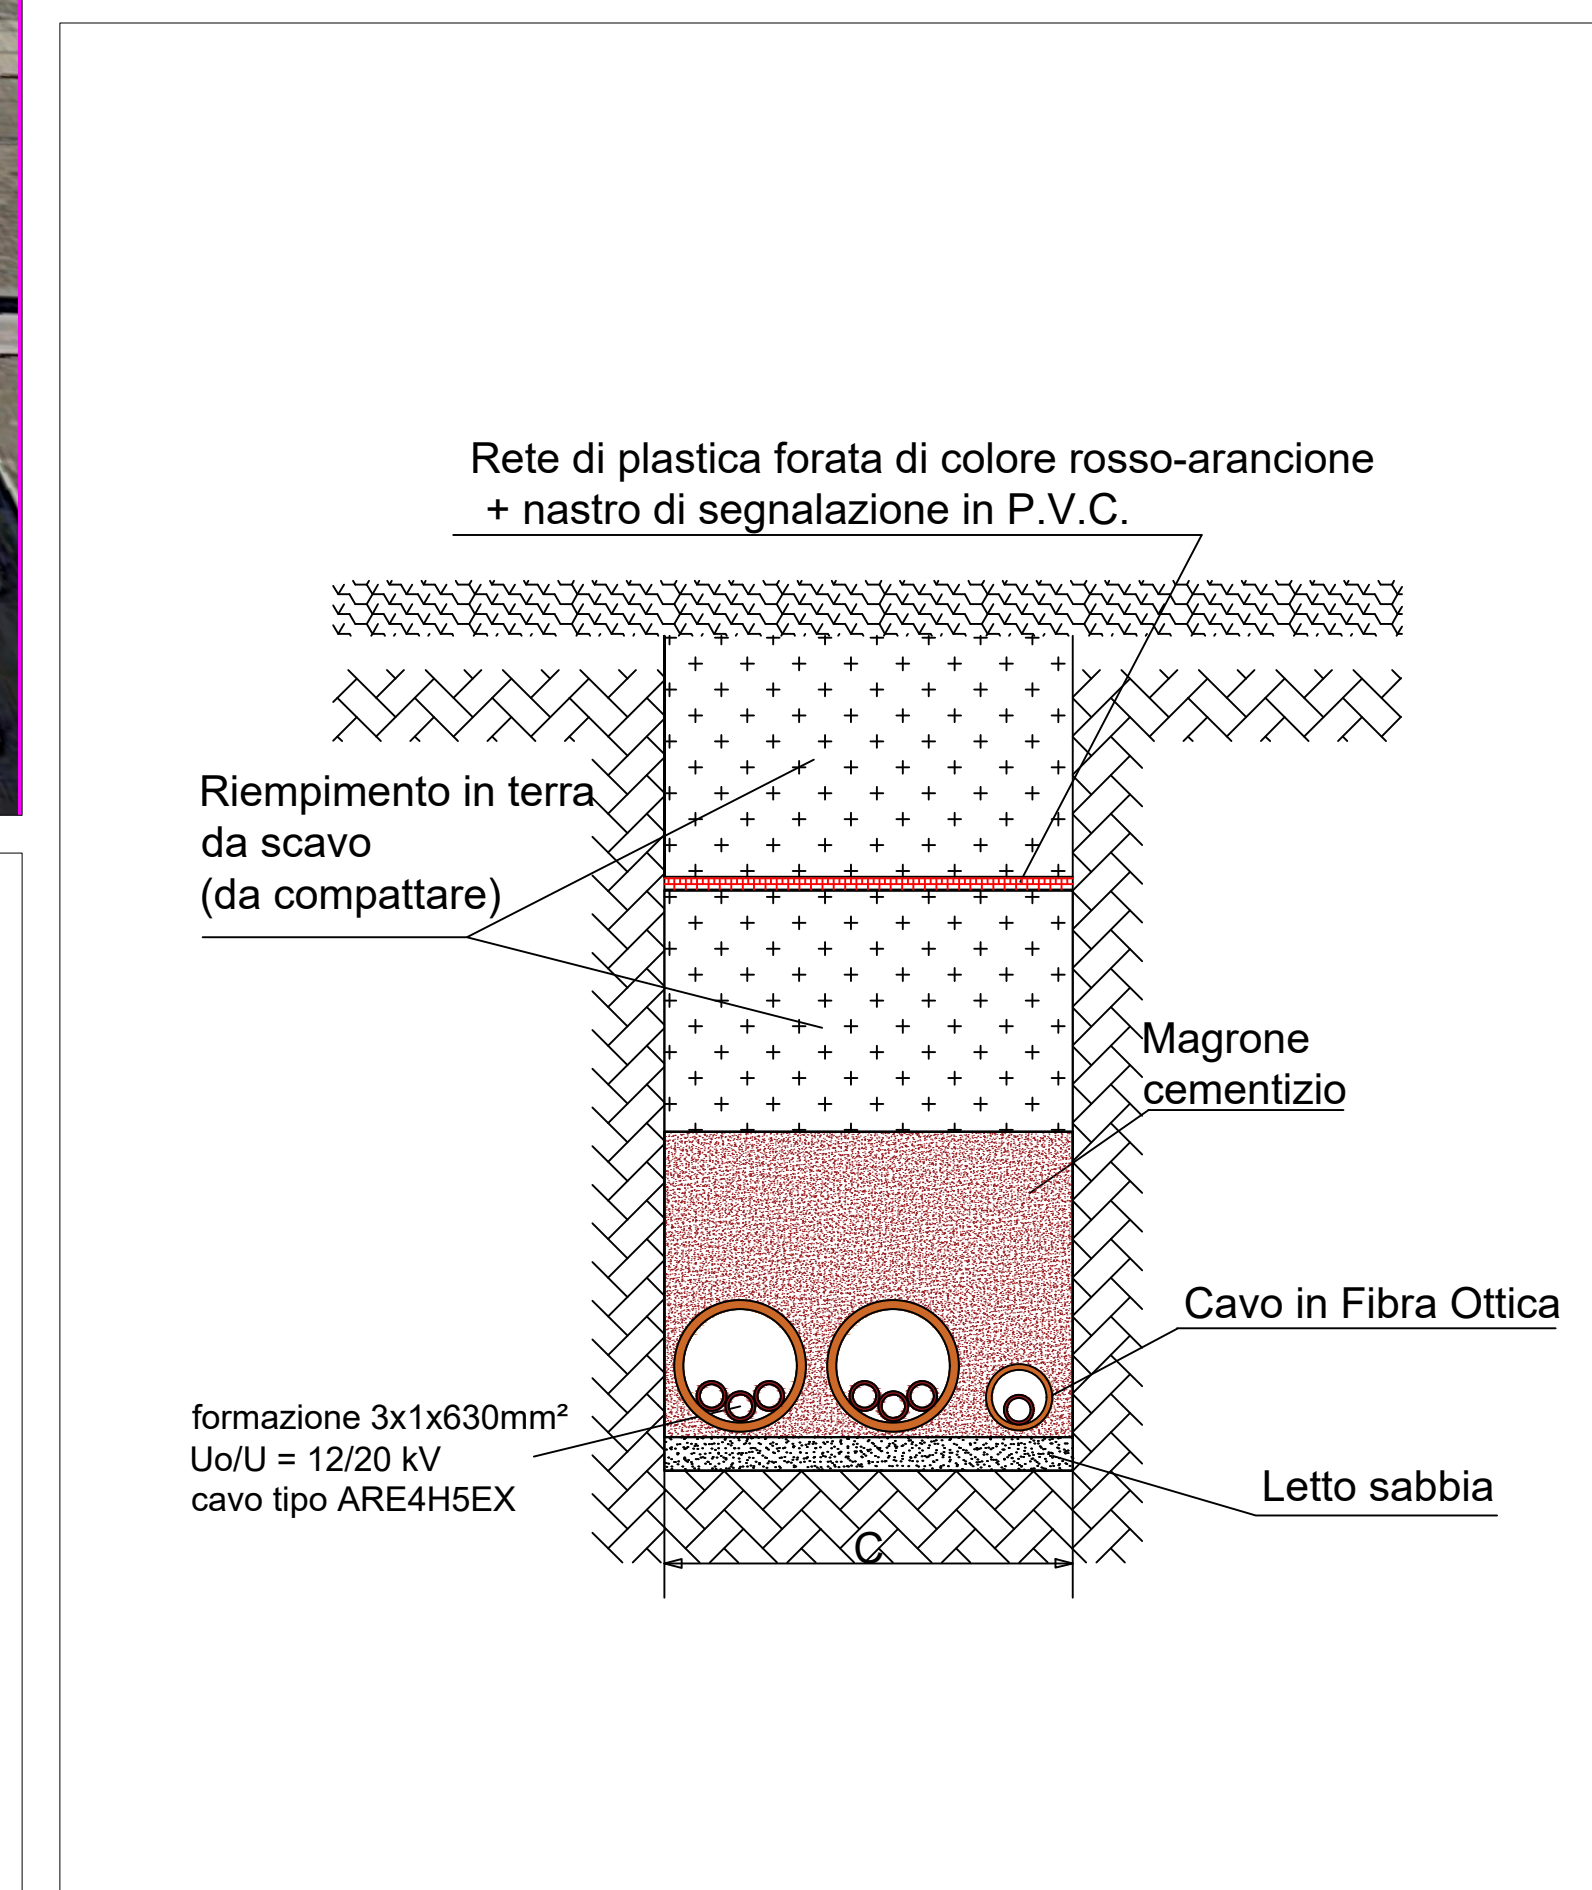 Rete di plastica forata di colore rosso-arancione
+ nastro di segnalazione in P.V.C.
Riempimento in terra
da scavo
(da compattare)
Magrone
cementizio
Cavo in Fibra Ottica
formazione 3x1x630mm²
Uo/U = 12/20 kV
cavo tipo ARE4H5EX
Letto sabbia
C